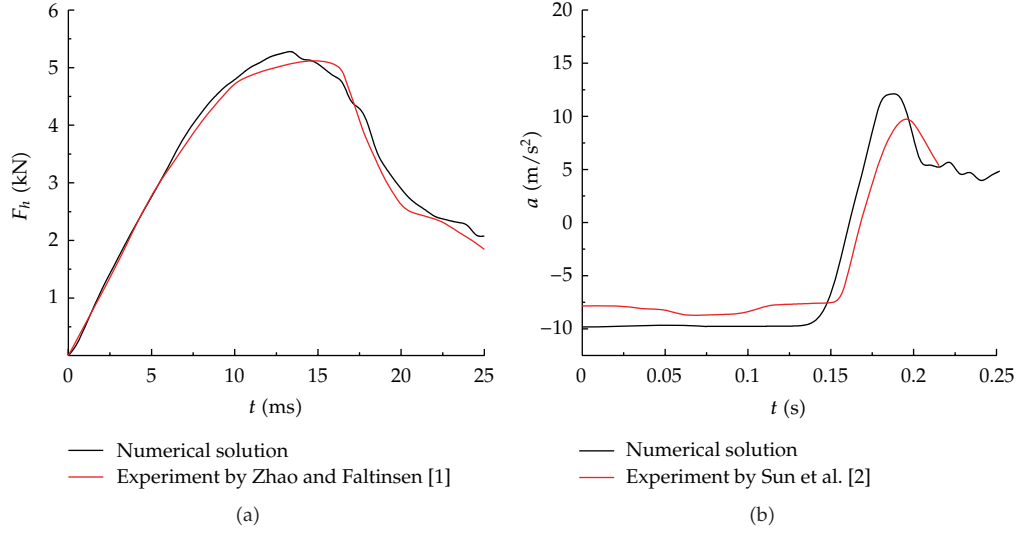 6
5
4
3
2
1
F_h (kN)
0 5 10 15 20 25
t (ms)
Numerical solution
Experiment by Zhao and Faltinsen [1]
(a)
20
15
10
5
0
−5
−10
a (m/s²)
0 0.05 0.1 0.15 0.2 0.25
t (s)
Numerical solution
Experiment by Sun et al. [2]
(b)